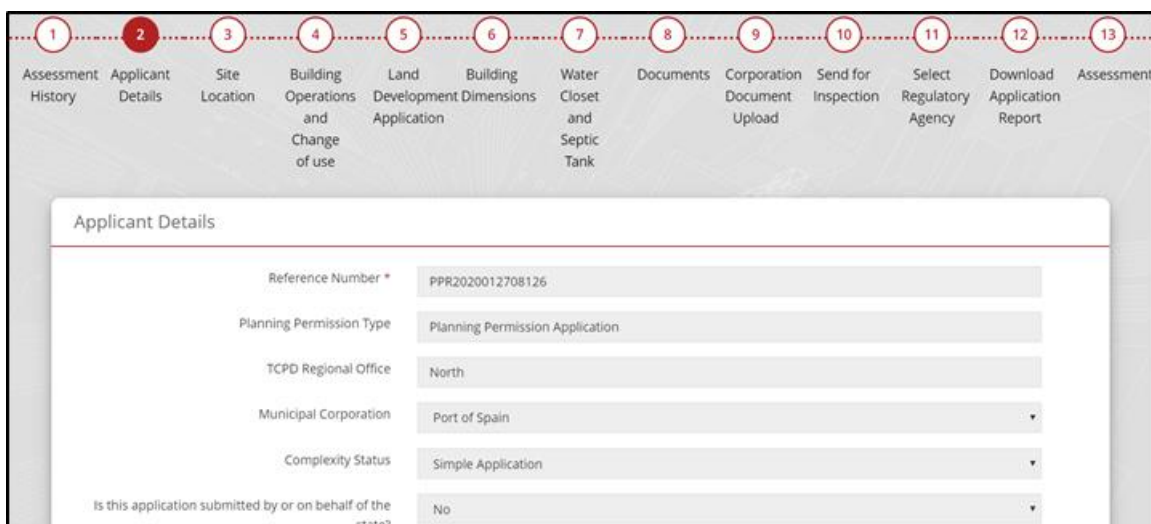 1 2 3 4 5 6 7 8 9 10 11 12 13
Assessment Applicant Site Building Land Building Water Documents Corporation Send for Select Download Assessment
History Details Location Operations Development Dimensions Closet Document Inspection Regulatory Application
and Application and Upload Agency Report
Change Septic
of use Tank
Applicant Details
Reference Number * PPR2020012708126
Planning Permission Type Planning Permission Application
TCPD Regional Office North
Municipal Corporation Port of Spain
Complexity Status Simple Application
Is this application submitted by or on behalf of the No
state?